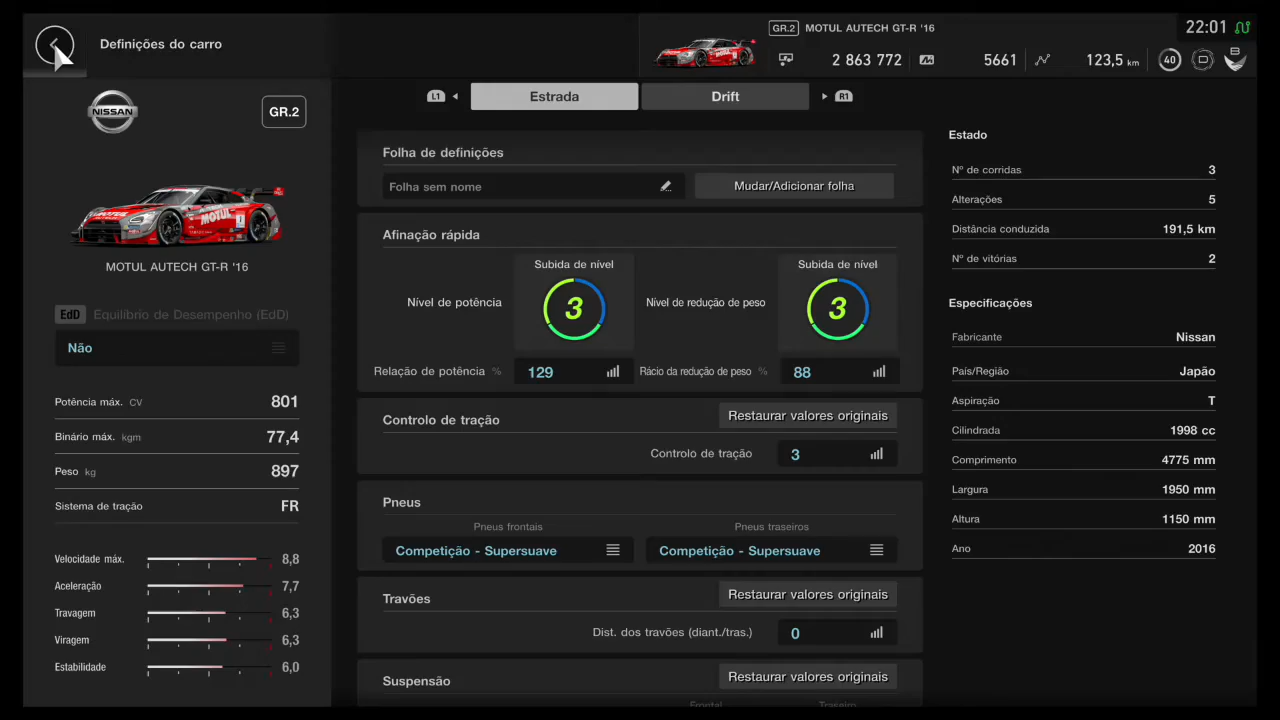 Definições do carro
GR.2 MOTUL AUTECH GT-R '16
2 863 772 5661 123,5 km 40 B
22:01
NISSAN
GR.2
MOTUL AUTECH GT-R '16
EdD Equilíbrio de Desempenho (EdD)
Não
Potência máx. CV 801
Binário máx. kgm 77,4
Peso kg 897
Sistema de tração FR
Velocidade máx. 8,8
Aceleração 7,7
Travagem 6,3
Viragem 6,3
Estabilidade 6,0
L1 Estrada Drift R1
Folha de definições
Folha sem nome Mudar/Adicionar folha
Afinação rápida
Subida de nível Subida de nível
Nível de potência 3 Nível de redução de peso 3
Relação de potência % 129 Rácio da redução de peso % 88
Controlo de tração Restaurar valores originais
Controlo de tração 3
Pneus
Pneus frontais Pneus traseiros
Competição - Supersuave Competição - Supersuave
Travões Restaurar valores originais
Dist. dos travões (diant./tras.) 0
Suspensão Restaurar valores originais
Frontal Traseiro
Estado
Nº de corridas 3
Alterações 5
Distância conduzida 191,5 km
Nº de vitórias 2
Especificações
Fabricante Nissan
País/Região Japão
Aspiração T
Cilindrada 1998 cc
Comprimento 4775 mm
Largura 1950 mm
Altura 1150 mm
Ano 2016